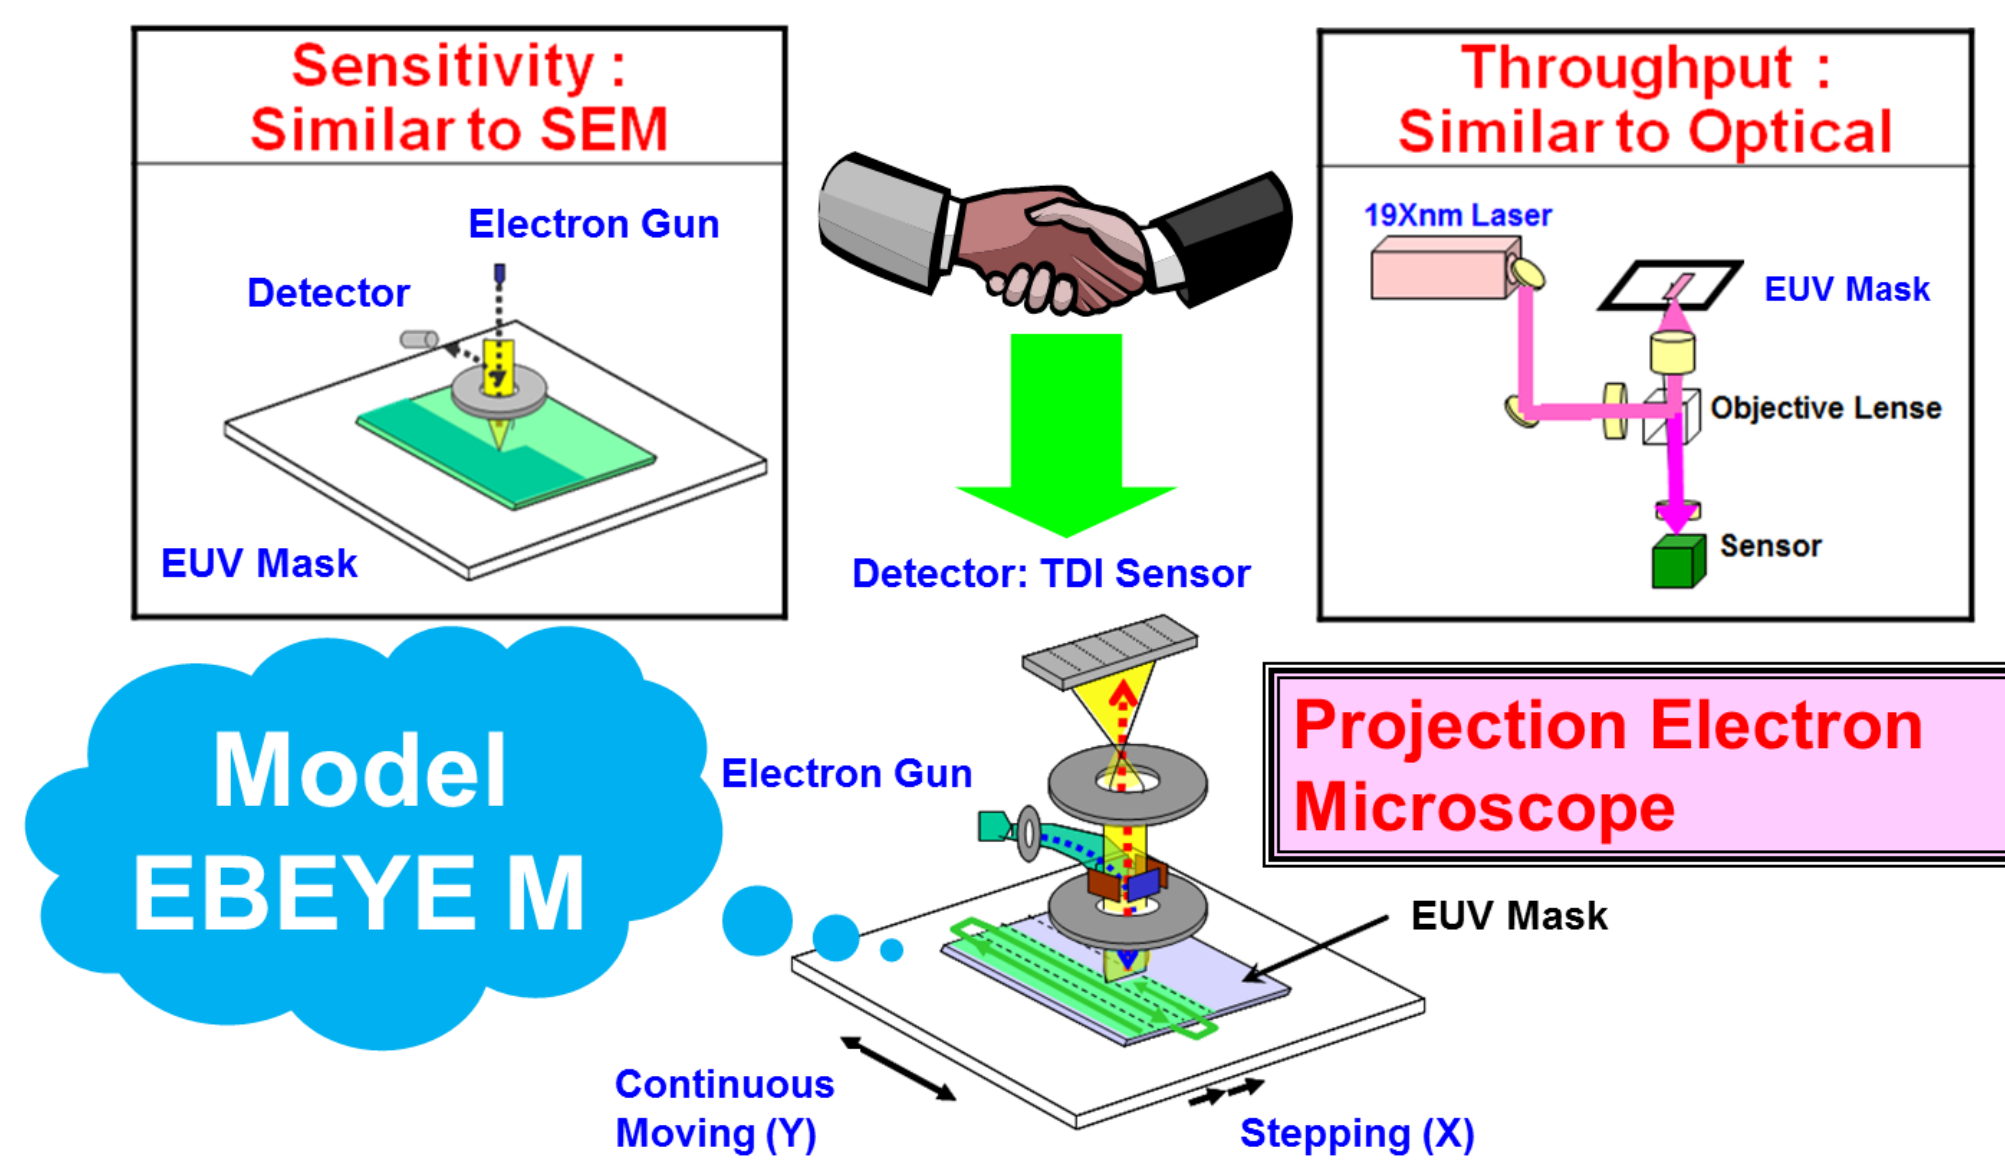 Sensitivity :
Similar to SEM
Electron Gun
Detector
EUV Mask
Throughput :
Similar to Optical
19Xnm Laser
EUV Mask
Objective Lense
Sensor
Detector: TDI Sensor
Model
EBEYE M
Electron Gun
Projection Electron
Microscope
EUV Mask
Continuous
Moving (Y)
Stepping (X)